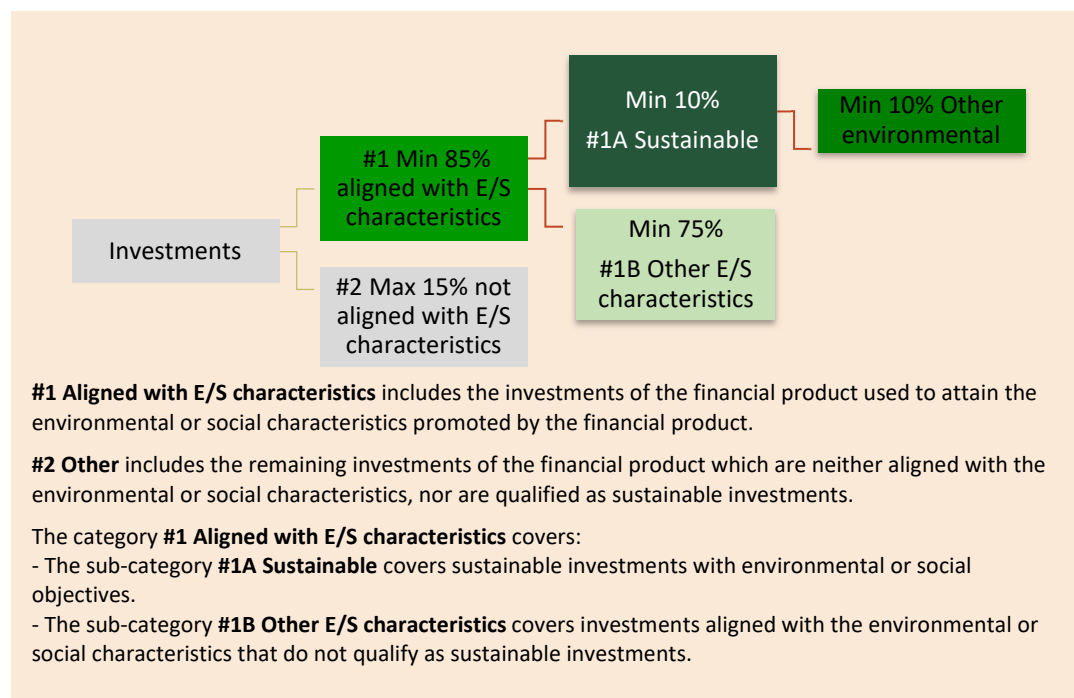 Investments
#1 Min 85%
aligned with E/S
characteristics
#2 Max 15% not
aligned with E/S
characteristics
Min 10%
#1A Sustainable
Min 75%
#1B Other E/S
characteristics
Min 10% Other
environmental
#1 Aligned with E/S characteristics includes the investments of the financial product used to attain the
environmental or social characteristics promoted by the financial product.
#2 Other includes the remaining investments of the financial product which are neither aligned with the
environmental or social characteristics, nor are qualified as sustainable investments.
The category #1 Aligned with E/S characteristics covers:
- The sub-category #1A Sustainable covers sustainable investments with environmental or social
objectives.
- The sub-category #1B Other E/S characteristics covers investments aligned with the environmental or
social characteristics that do not qualify as sustainable investments.